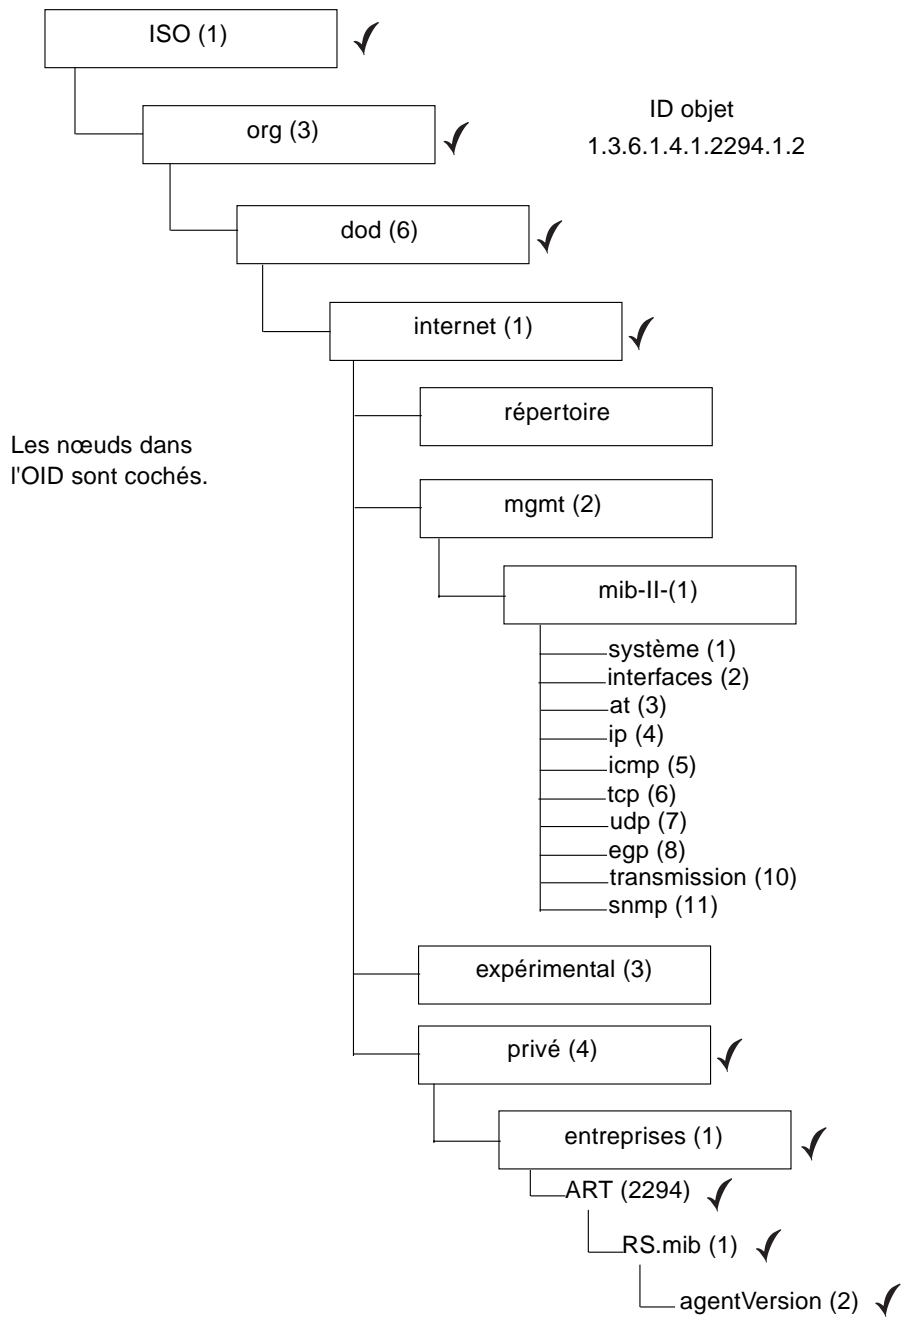 ISO (1)
org (3)
ID objet
1.3.6.1.4.1.2294.1.2
dod (6)
internet (1)
répertoire
Les nœuds dans
l'OID sont cochés.
mgmt (2)
mib-II-(1)
système (1)
interfaces (2)
at (3)
ip (4)
icmp (5)
tcp (6)
udp (7)
egp (8)
transmission (10)
snmp (11)
expérimental (3)
privé (4)
entreprises (1)
ART (2294)
RS.mib (1)
agentVersion (2)